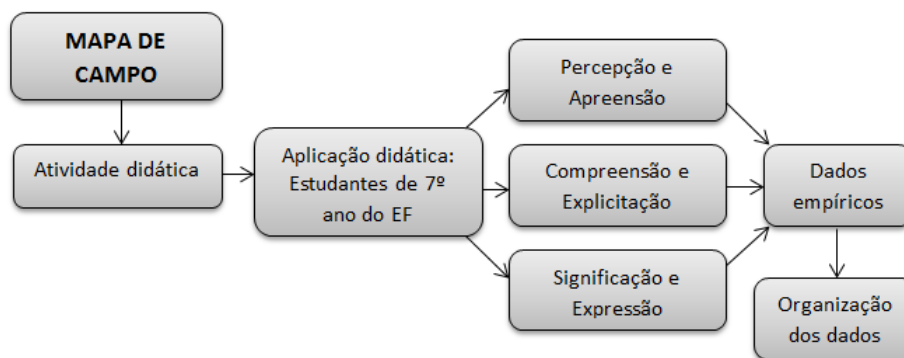 MAPA DE
CAMPO
Atividade didática
Aplicação didática:
Estudantes de 7º
ano do EF
Percepção e
Apreensão
Compreensão e
Explicitação
Significação e
Expressão
Dados
empíricos
Organização
dos dados